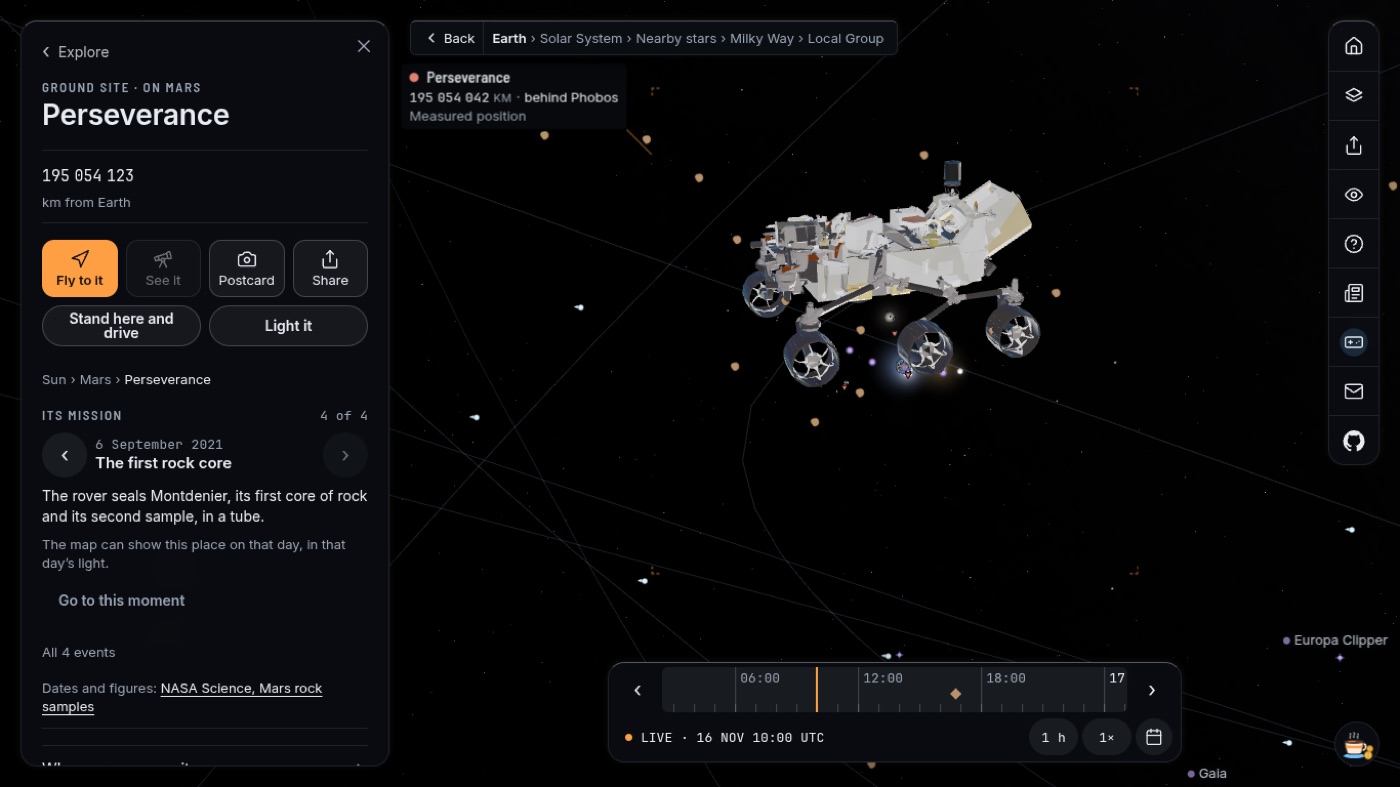 Explore
GROUND SITE · ON MARS
Perseverance
195 054 123
km from Earth
Fly to it
See it
Postcard
Share
Stand here and
drive
Light it
Sun › Mars › Perseverance
ITS MISSION
4 of 4
6 September 2021
The first rock core
The rover seals Montdenier, its first core of rock
and its second sample, in a tube.
The map can show this place on that day, in that
day's light.
Go to this moment
All 4 events
Dates and figures: NASA Science, Mars rock
samples
Back
Earth › Solar System › Nearby stars › Milky Way › Local Group
Perseverance
195 054 042 KM · behind Phobos
Measured position
Europa Clipper
06:00
12:00
18:00
17
LIVE · 16 NOV 10:00 UTC
1 h
1×
Gaia